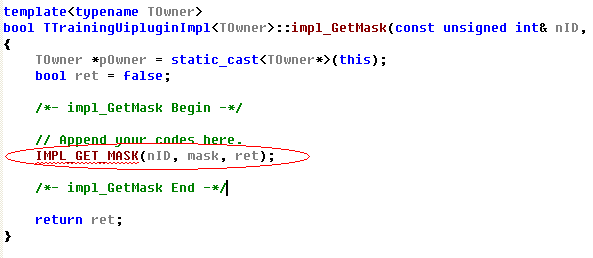 template<typename TOwner>
bool TTrainingUipluginImpl<TOwner>::impl_GetMask(const unsigned int& nID,
{
TOwner *pOwner = static_cast<TOwner*>(this);
bool ret = false;
/*- impl_GetMask Begin -*/
// Append your codes here.
IMPL_GET_MASK(nID, mask, ret);
/*- impl_GetMask End -*/
return ret;
}